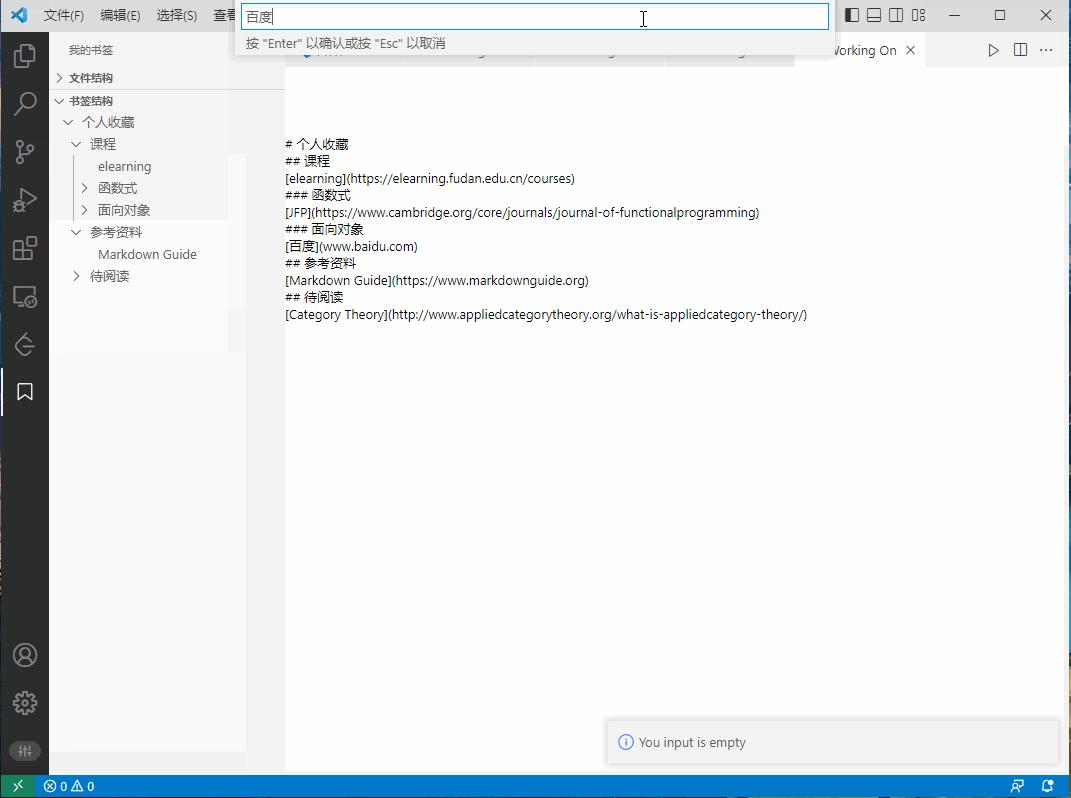 文件(F) 编辑(E) 选择(S) 查看
百度
按 "Enter" 以确认或按 "Esc" 以取消
我的书签
文件结构
书签结构
个人收藏
课程
elearning
函数式
面向对象
参考资料
Markdown Guide
待阅读
Working On
# 个人收藏
## 课程
[elearning](https://elearning.fudan.edu.cn/courses)
### 函数式
[JFP](https://www.cambridge.org/core/journals/journal-of-functionalprogramming)
### 面向对象
[百度](www.baidu.com)
## 参考资料
[Markdown Guide](https://www.markdownguide.org)
## 待阅读
[Category Theory](http://www.appliedcategorytheory.org/what-is-appliedcategory-theory/)
You input is empty
0 0